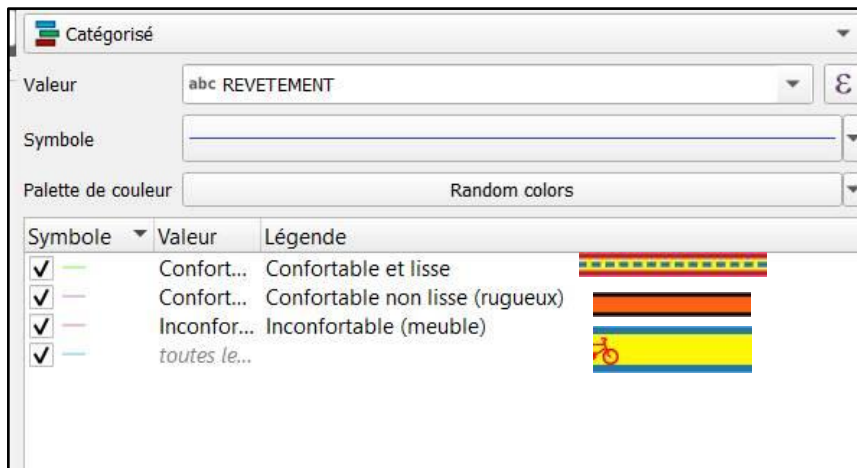 Catégorisé
Valeur abc REVETEMENT ε
Symbole
Palette de couleur Random colors
Symbole Valeur Légende
Confort... Confortable et lisse
Confort... Confortable non lisse (rugueux)
Inconfor... Inconfortable (meuble)
toutes le...